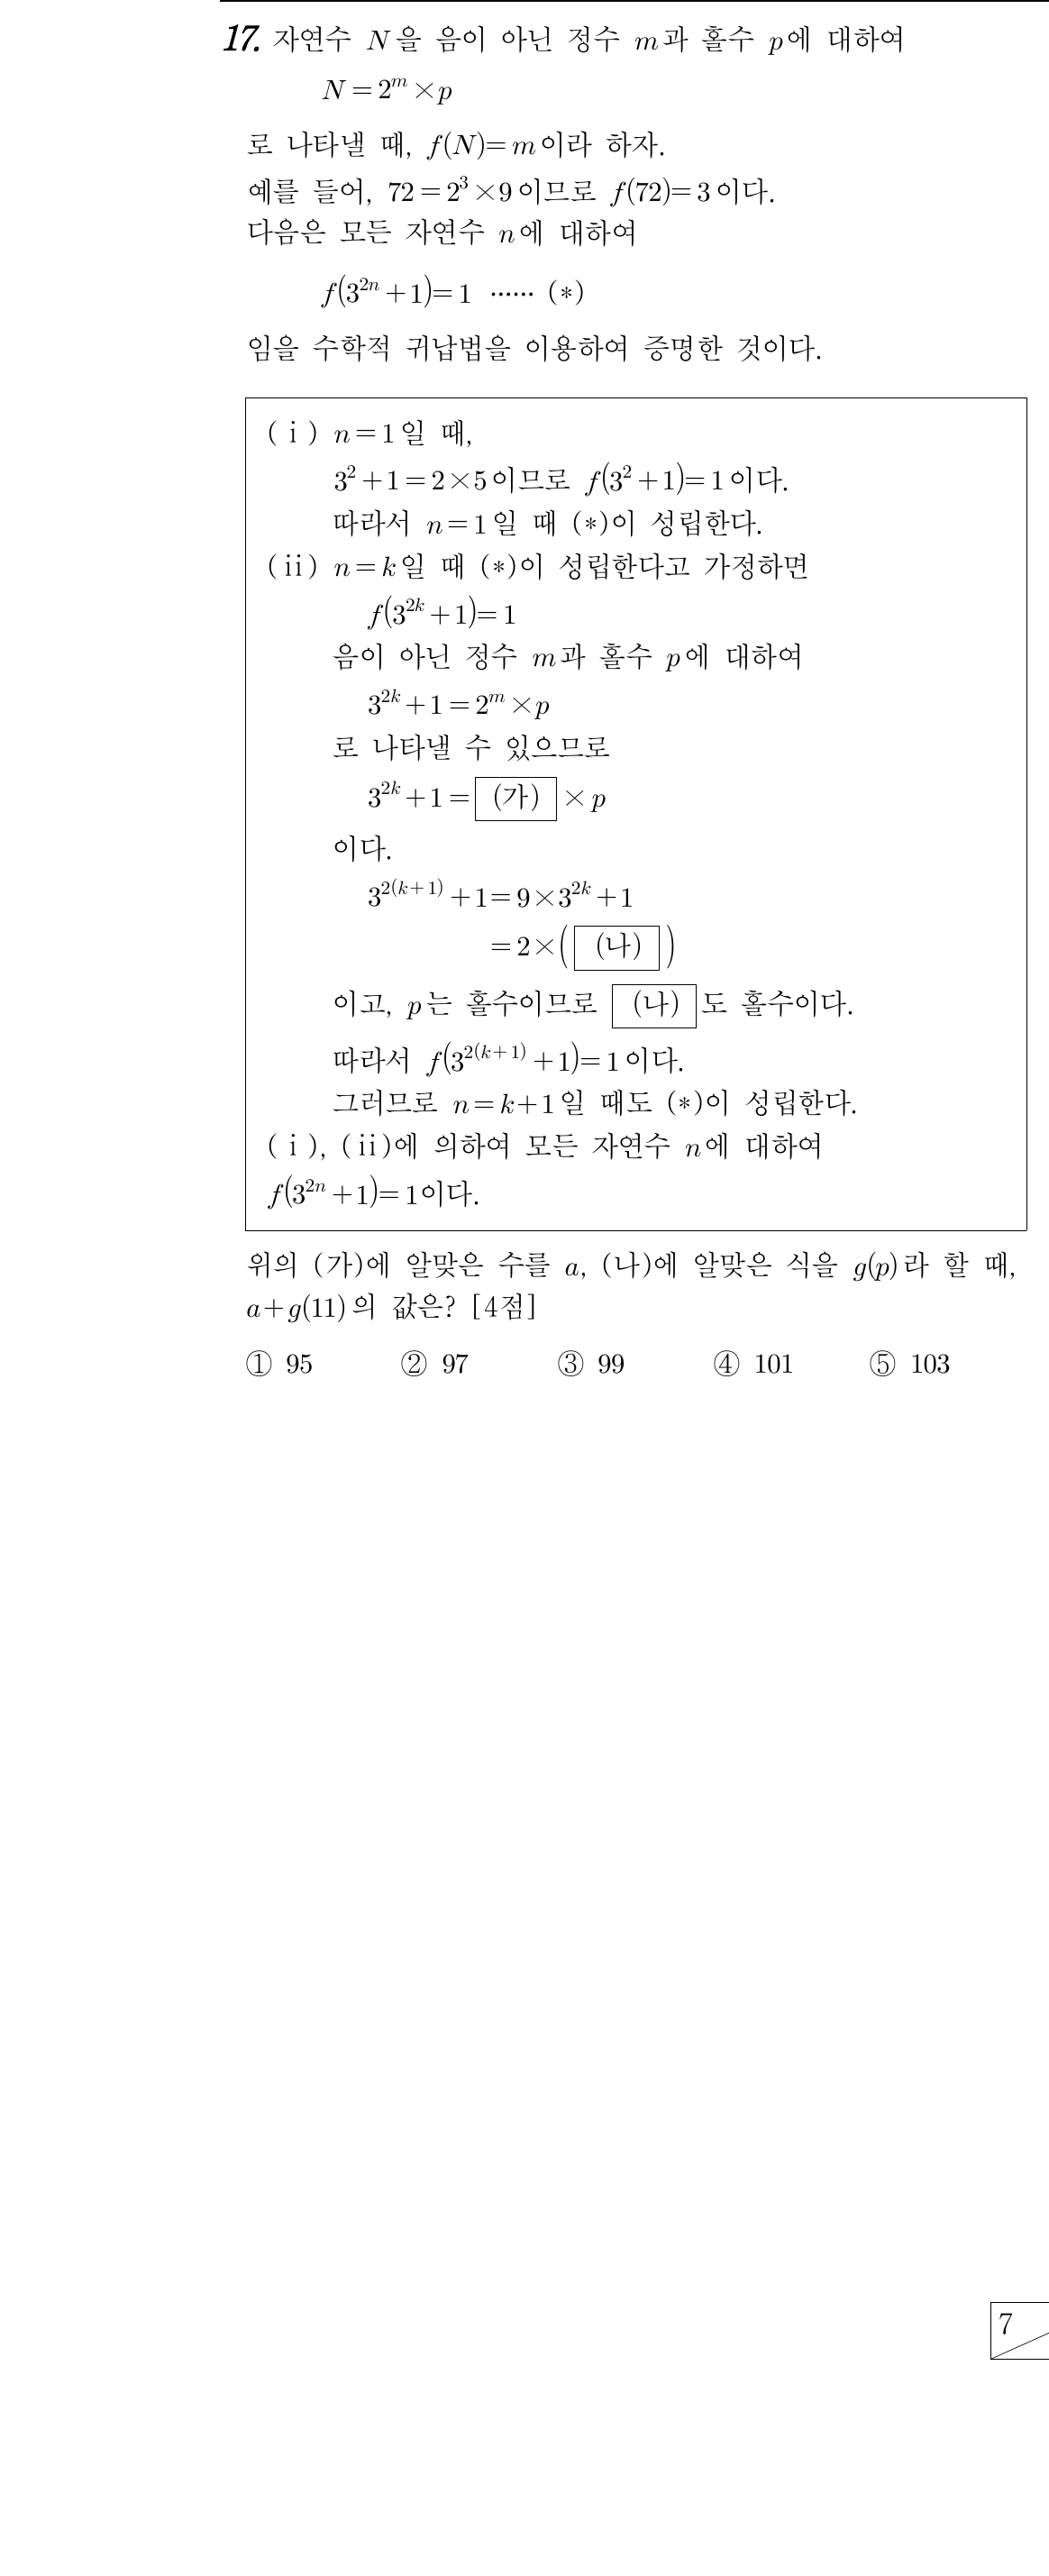 17. 자연수 N을 음이 아닌 정수 m과 홀수 p에 대하여
N=2^m×p
로 나타낼 때, f(N)=m이라 하자.
예를 들어, 72=2^3×9이므로 f(72)=3이다.
다음은 모든 자연수 n에 대하여
f(3^{2n}+1)=1 ⋯⋯ (*)
임을 수학적 귀납법을 이용하여 증명한 것이다.
(ⅰ) n=1일 때,
3^2+1=2×5이므로 f(3^2+1)=1이다.
따라서 n=1일 때 (*)이 성립한다.
(ⅱ) n=k일 때 (*)이 성립한다고 가정하면
f(3^{2k}+1)=1
음이 아닌 정수 m과 홀수 p에 대하여
3^{2k}+1=2^m×p
로 나타낼 수 있으므로
3^{2k}+1= (가) ×p
이다.
3^{2(k+1)}+1=9×3^{2k}+1
=2×( (나) )
이고, p는 홀수이므로 (나) 도 홀수이다.
따라서 f(3^{2(k+1)}+1)=1이다.
그러므로 n=k+1일 때도 (*)이 성립한다.
(ⅰ), (ⅱ)에 의하여 모든 자연수 n에 대하여
f(3^{2n}+1)=1이다.
위의 (가)에 알맞은 수를 a, (나)에 알맞은 식을 g(p)라 할 때,
a+g(11)의 값은? [4점]
① 95 ② 97 ③ 99 ④ 101 ⑤ 103
7